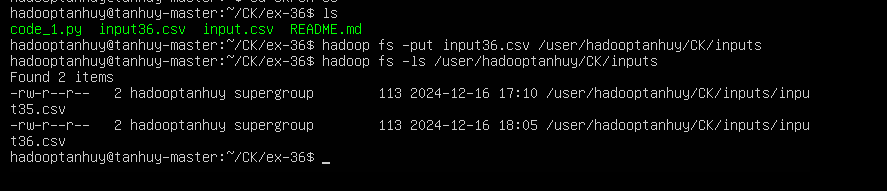 hadooptanhuy@tanhuy-master:~/CK/ex-36$ ls
code_1.py  input36.csv  input.csv  README.md
hadooptanhuy@tanhuy-master:~/CK/ex-36$ hadoop fs -put input36.csv /user/hadooptanhuy/CK/inputs
hadooptanhuy@tanhuy-master:~/CK/ex-36$ hadoop fs -ls /user/hadooptanhuy/CK/inputs
Found 2 items
-rw-r--r--   2 hadooptanhuy supergroup        113 2024-12-16 17:10 /user/hadooptanhuy/CK/inputs/inpu
t35.csv
-rw-r--r--   2 hadooptanhuy supergroup        113 2024-12-16 18:05 /user/hadooptanhuy/CK/inputs/inpu
t36.csv
hadooptanhuy@tanhuy-master:~/CK/ex-36$ _